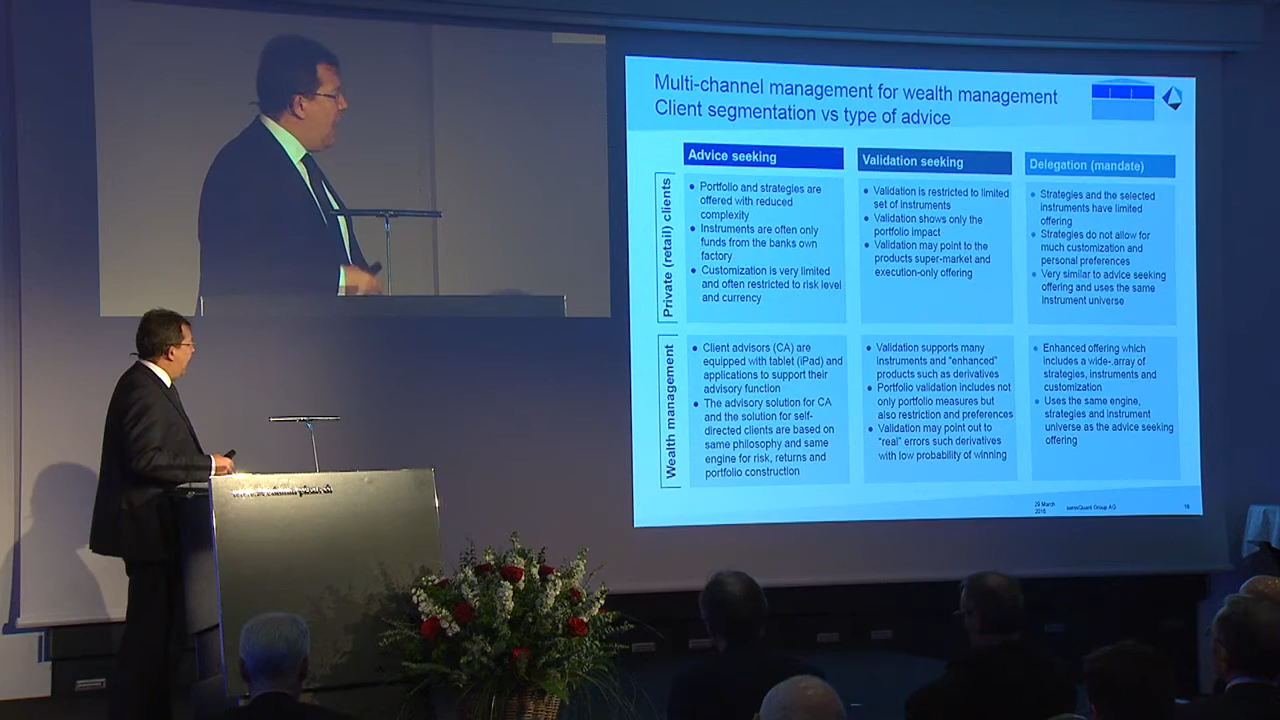 Multi-channel management for wealth management
Client segmentation vs type of advice
Advice seeking
Validation seeking
Delegation (mandate)
Private (retail) clients
● Portfolio and strategies are
offered with reduced
complexity
● Instruments are often only
funds from the banks own
factory
● Customization is very limited
and often restricted to risk level
and currency
● Validation is restricted to limited
set of instruments
● Validation shows only the
portfolio impact
● Validation may point to the
products super-market and
execution-only offering
● Strategies and the selected
instruments have limited
offering
● Strategies do not allow for
much customization and
personal preferences
● Very similar to advice seeking
offering and uses the same
instrument universe
Wealth management
● Client advisors (CA) are
equipped with tablet (iPad) and
applications to support their
advisory function
● The advisory solution for CA
and the solution for self-
directed clients are based on
same philosophy and same
engine for risk, returns and
portfolio construction
● Validation supports many
instruments and "enhanced"
products such as derivatives
● Portfolio validation includes not
only portfolio measures but
also restriction and preferences
● Validation may point out to
"real" errors such derivatives
with low probability of winning
● Enhanced offering which
includes a wide-.array of
strategies, instruments and
customization
● Uses the same engine,
strategies and instrument
universe as the advice seeking
offering
29 March
2016
swissQuant Group AG